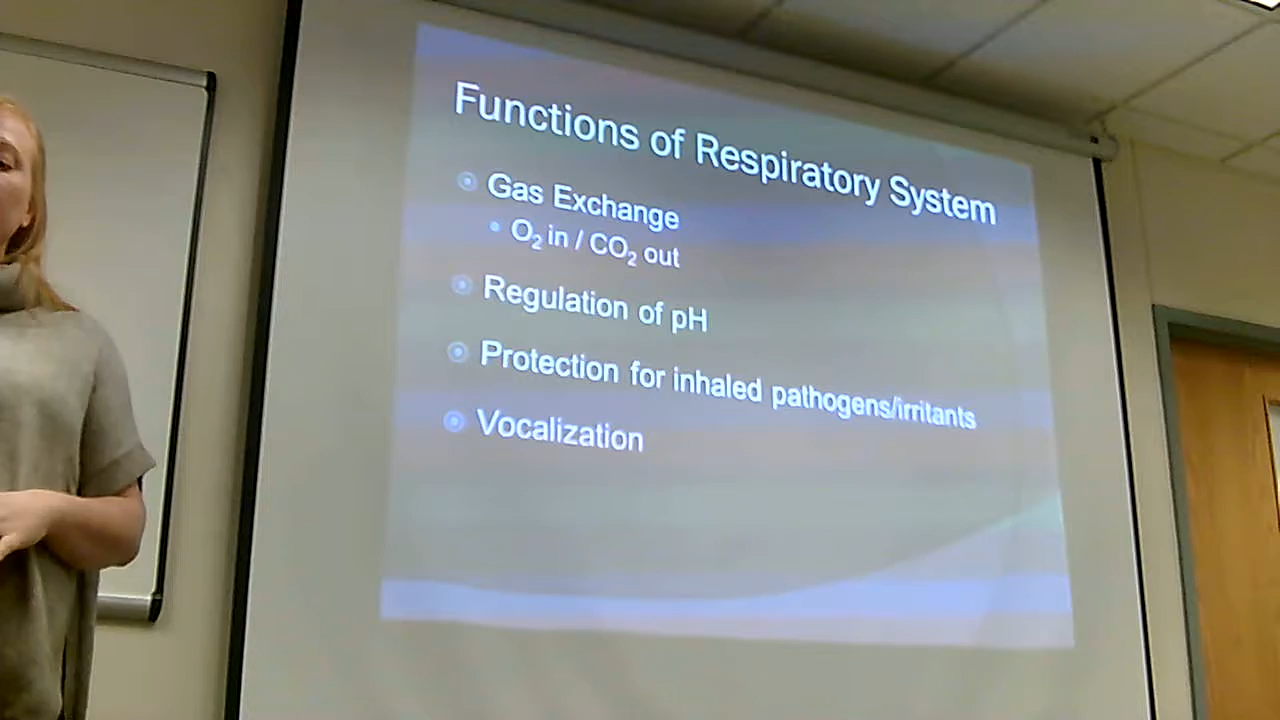 Functions of Respiratory System
Gas Exchange
O₂ in / CO₂ out
Regulation of pH
Protection for inhaled pathogens/irritants
Vocalization